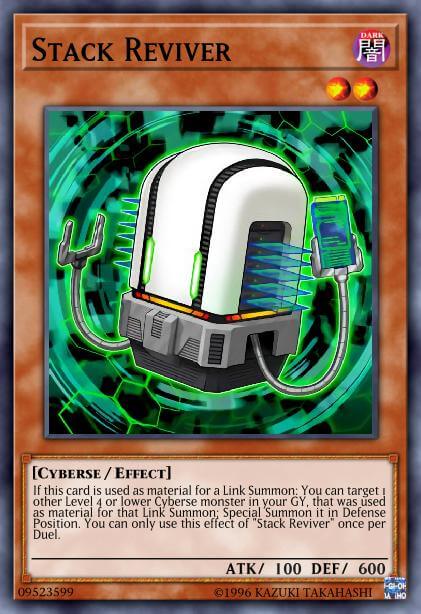 Stack Reviver
DARK
闇
[Cyberse / Effect]
If this card is used as material for a Link Summon: You can target 1
other Level 4 or lower Cyberse monster in your GY, that was used
as material for that Link Summon; Special Summon it in Defense
Position. You can only use this effect of "Stack Reviver" once per
Duel.
ATK/ 100 DEF/ 600
09523599
©1996 KAZUKI TAKAHASHI